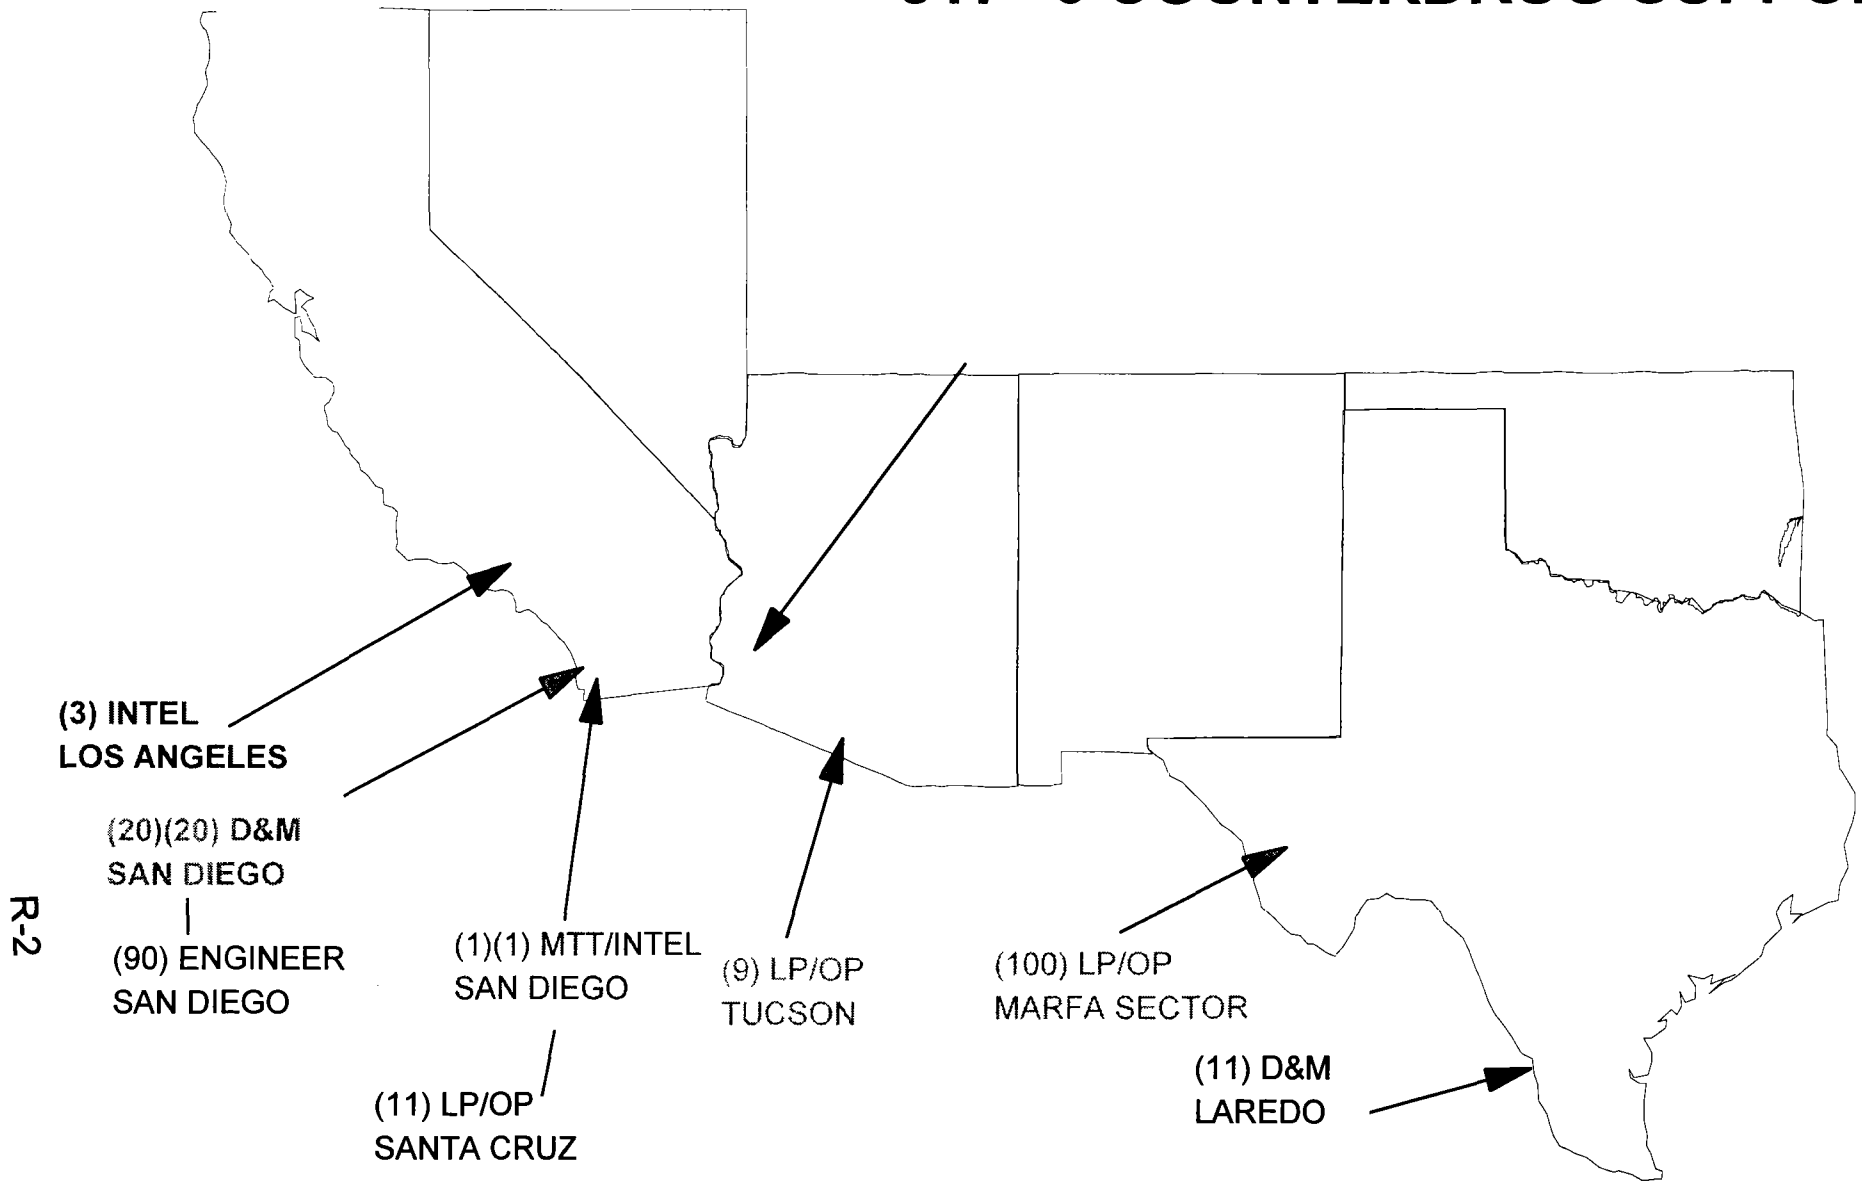 COUNTERDRUG
(3) INTEL
LOS ANGELES
(20)(20) D&M
SAN DIEGO
(90) ENGINEER
SAN DIEGO
(1)(1) MTT/INTEL
SAN DIEGO
(11) LP/OP
SANTA CRUZ
(9) LP/OP
TUCSON
(100) LP/OP
MARFA SECTOR
(11) D&M
LAREDO
R-2